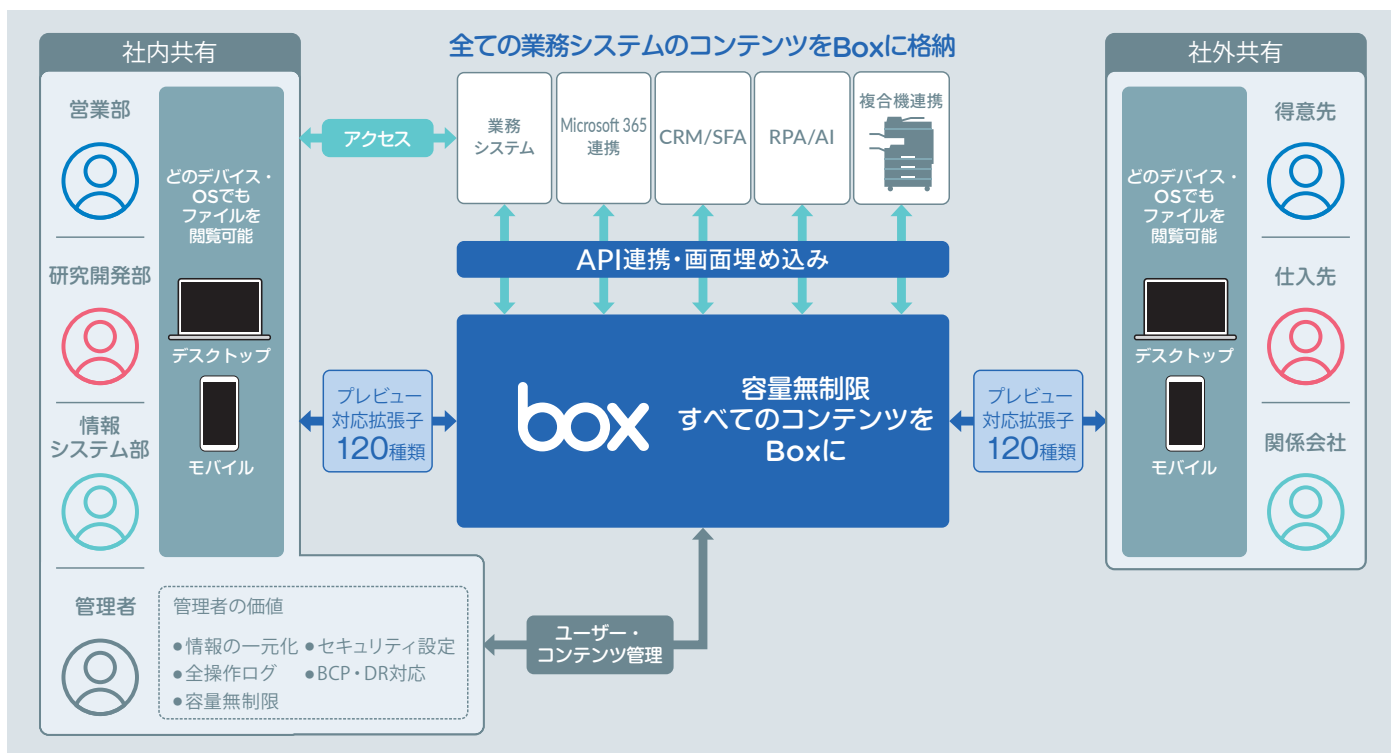 全ての業務システムのコンテンツをBoxに格納
社内共有
営業部
研究開発部
情報
システム部
管理者
どのデバイス・
OSでも
ファイルを
閲覧可能
デスクトップ
モバイル
管理者の価値
●情報の一元化 ●セキュリティ設定
●全操作ログ ●BCP・DR対応
●容量無制限
アクセス
業務
システム
Microsoft 365
連携
CRM/SFA
RPA/AI
複合機連携
API連携・画面埋め込み
プレビュー
対応拡張子
120種類
box
容量無制限
すべてのコンテンツを
Boxに
プレビュー
対応拡張子
120種類
ユーザー・
コンテンツ管理
社外共有
どのデバイス・
OSでも
ファイルを
閲覧可能
デスクトップ
モバイル
得意先
仕入先
関係会社